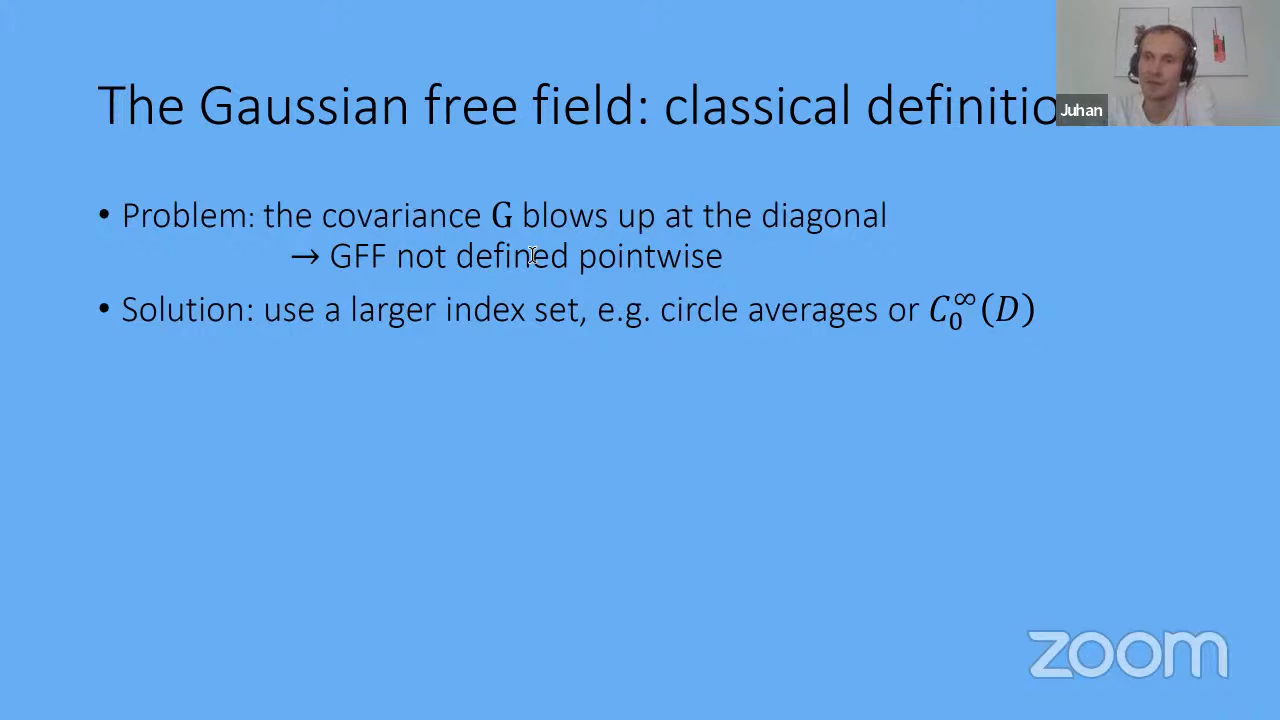 The Gaussian free field: classical definitio
Juhan
• Problem: the covariance G blows up at the diagonal
→ GFF not defined pointwise
• Solution: use a larger index set, e.g. circle averages or $C_0^\infty(D)$
zoom